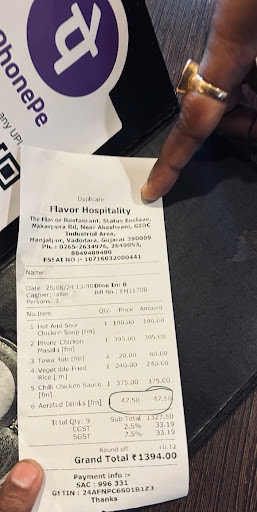 PhonePe
any UPI
Duplicate
Flavor Hospitality
The Flavor Restaurant, Status Enclave,
Makarpura Rd, Near Akashvani, GIDC
Industrial Area,
Manjalpur, Vadodara, Gujarat 390009
Ph.: 0265-2634926, 2649053,
8849489480
FSSAI NO :- 10716032000441
Name:
Date: 25/08/24 13:40 Dine In: 8
Cashier: biller Bill No.:
Persons: 2
No.Item Qty. Price Amount
1 Hot And Sour Chicken Soup [fm] 1 190.00 190.00
2 Bhuna Chicken Masala [fm] 1 395.00 395.00
3 Tawa Roti [fm] 4 20.00 80.00
4 Vegetable Fried Rice [fm] 1 240.00 240.00
5 Chilli Chicken Sauce [fm] 1 375.00 375.00
6 Aerated Drinks [fm] 1 47.50 47.50
Total Qty: 9 Sub Total 1327.50
CGST 2.5% 33.19
SGST 2.5% 33.19
Round off +0.12
Grand Total ₹1394.00
Payment info :-
SAC : 996 331
GSTIN : 24AFNPC6601B1Z3
Thanks